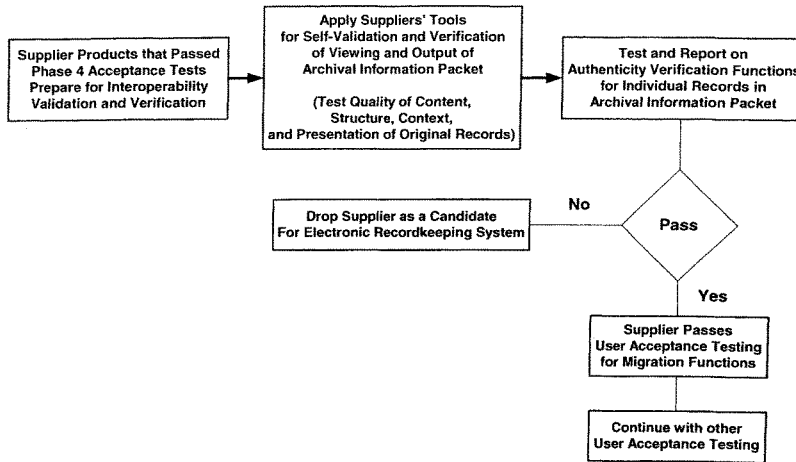 Supplier Products that Passed
Phase 4 Acceptance Tests
Prepare for Interoperability
Validation and Verification
Apply Suppliers' Tools
for Self-Validation and Verification
of Viewing and Output of
Archival Information Packet
(Test Quality of Content,
Structure, Context,
and Presentation of Original Records)
Test and Report on
Authenticity Verification Functions
for Individual Records in
Archival Information Packet
Pass
No
Drop Supplier as a Candidate
For Electronic Recordkeeping System
Yes
Supplier Passes
User Acceptance Testing
for Migration Functions
Continue with other
User Acceptance Testing